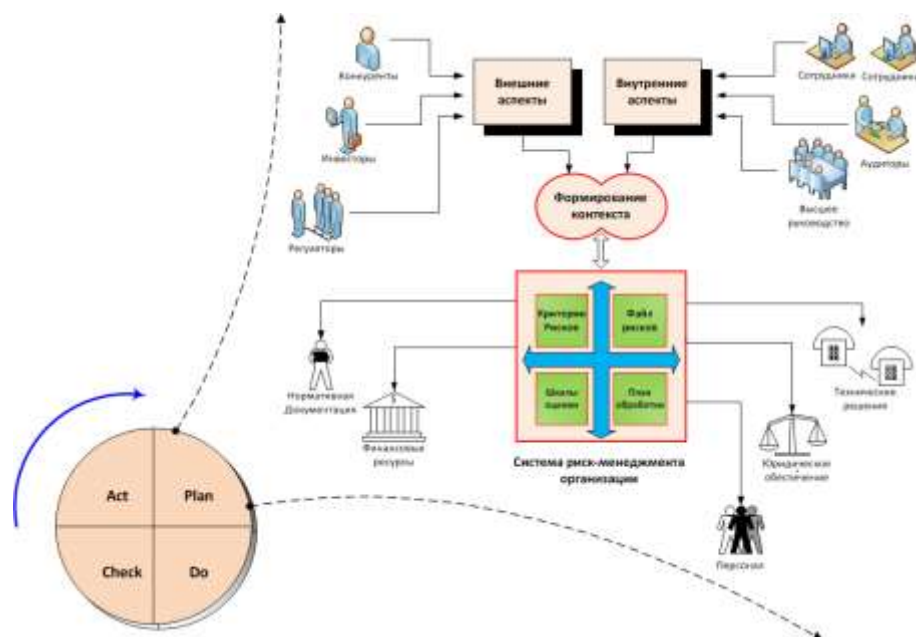 Конкуренты
Инвесторы
Регуляторы
Внешние
аспекты
Внутренние
аспекты
Сотрудники
Сотрудники
Аудиторы
Высшее
руководство
Формирование
контекста
Критерии
Рисков
Файл
рисков
Шкалы
оценки
План
обработки
Система риск-менеджмента
организации
Нормативная
Документация
Финансовые
ресурсы
Технические
решения
Юридическое
обеспечение
Персонал
Act
Plan
Check
Do